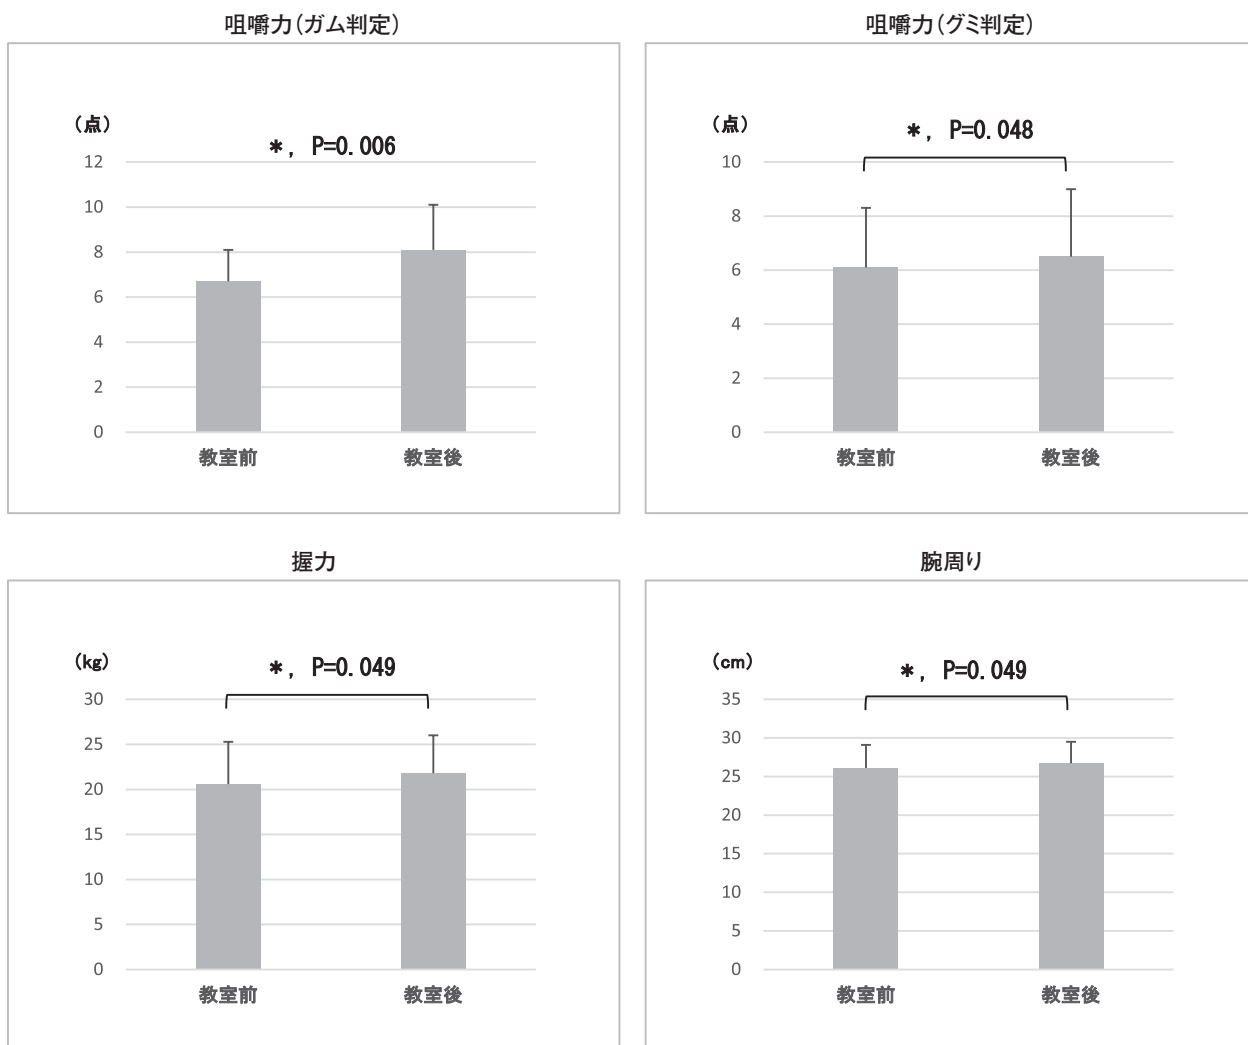 咀嚼力（ガム判定）
（点）
*, P=0.006
12
10
8
6
4
2
0
教室前 教室後
咀嚼力（グミ判定）
（点）
*, P=0.048
10
8
6
4
2
0
教室前 教室後
握力
（kg）
*, P=0.049
30
25
20
15
10
5
0
教室前 教室後
腕周り
（cm）
*, P=0.049
35
30
25
20
15
10
5
0
教室前 教室後